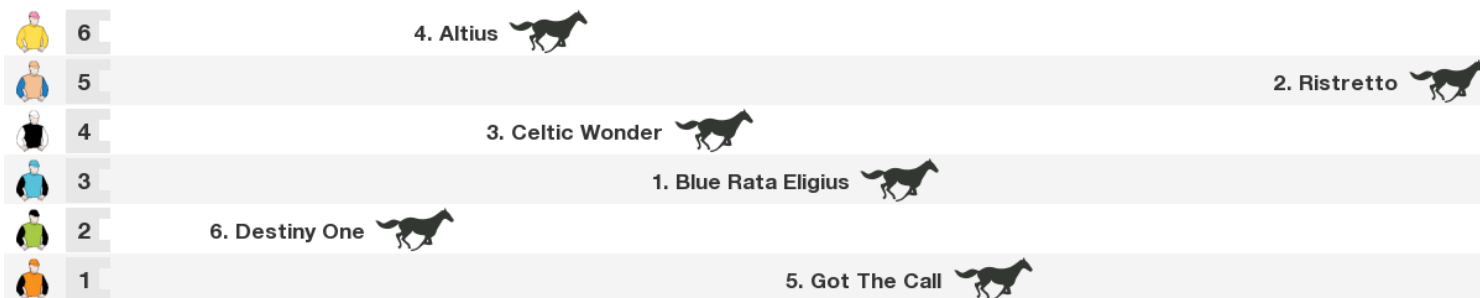 6 4. Altius
5 2. Ristretto
4 3. Celtic Wonder
3 1. Blue Rata Eligius
2 6. Destiny One
1 5. Got The Call